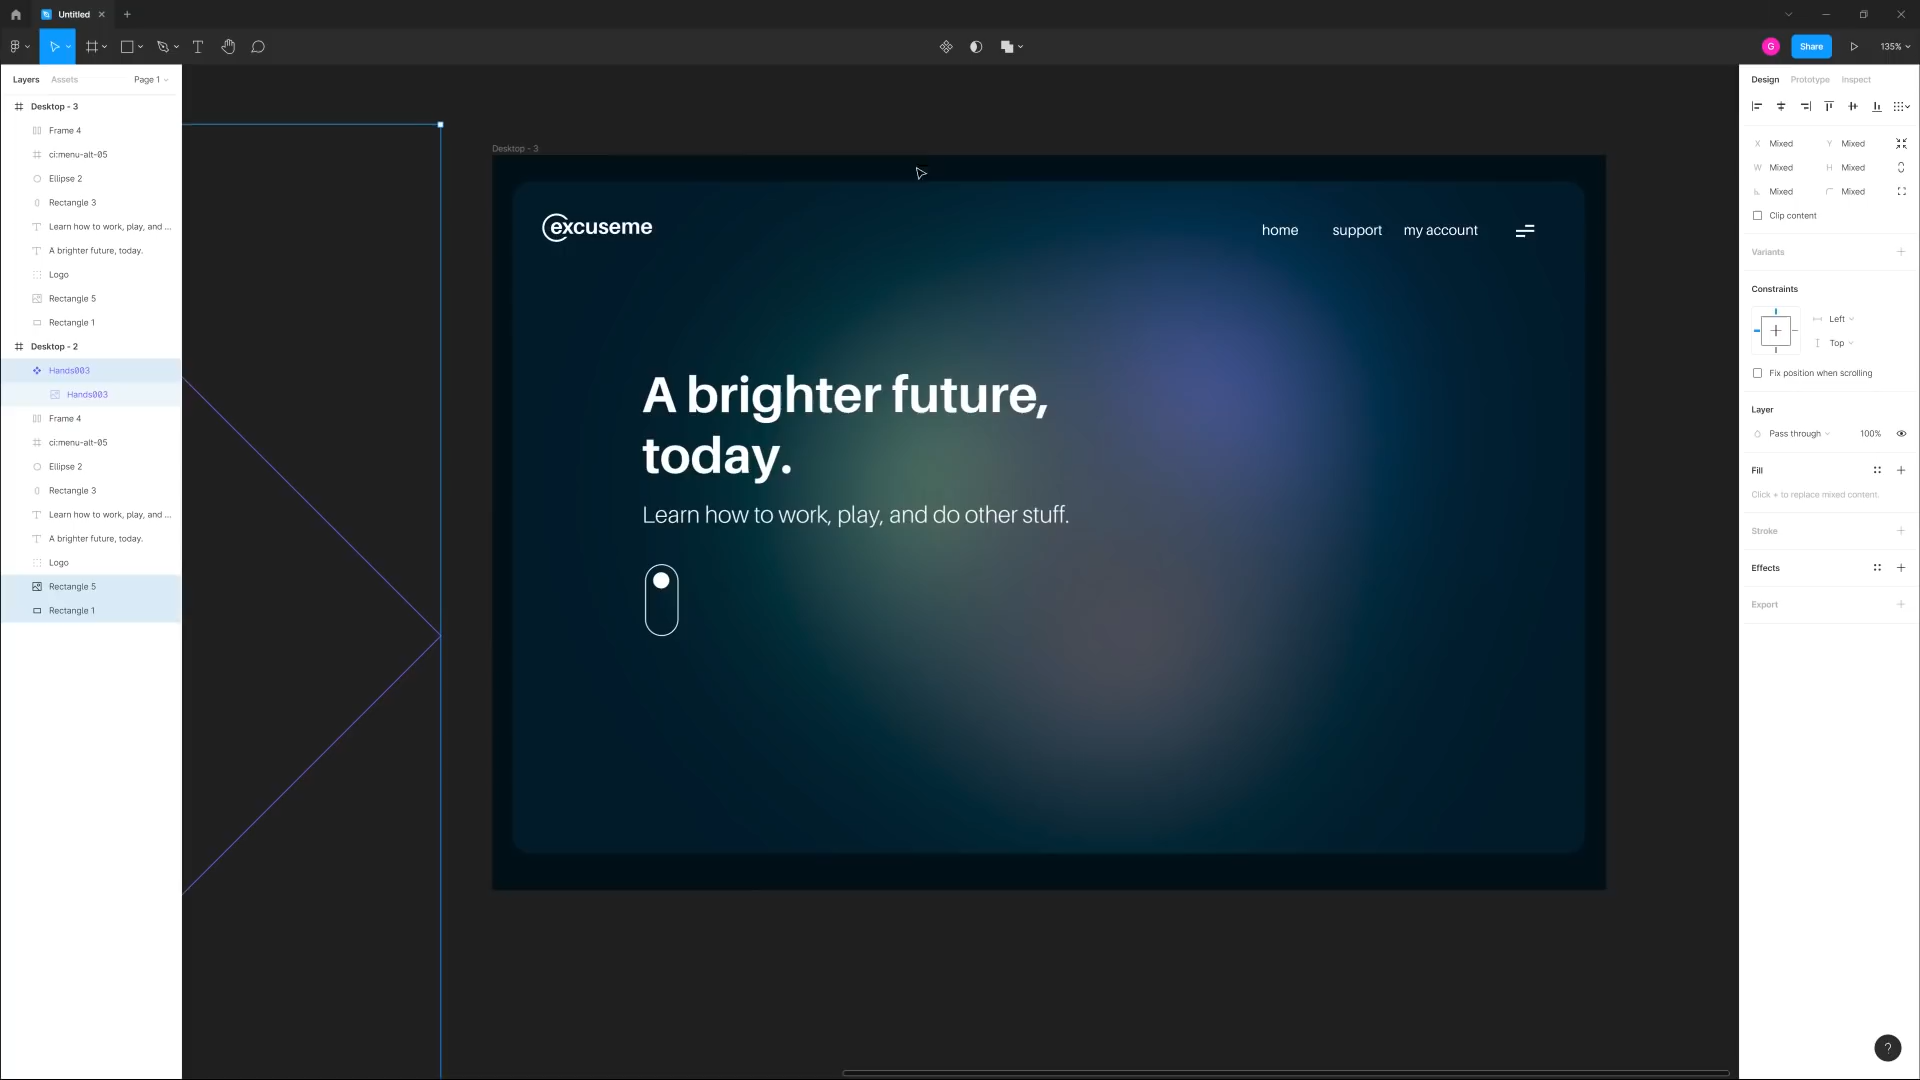 Untitled
G
Share
135%
Layers
Assets
Page 1
Desktop - 3
Frame 4
ci:menu-alt-05
Ellipse 2
Rectangle 3
Learn how to work, play, and ...
A brighter future, today.
Logo
Rectangle 5
Rectangle 1
Desktop - 2
Hands003
Hands003
Frame 4
ci:menu-alt-05
Ellipse 2
Rectangle 3
Learn how to work, play, and ...
A brighter future, today.
Logo
Rectangle 5
Rectangle 1
Desktop - 3
excuseme
home
support
my account
A brighter future,
today.
Learn how to work, play, and do other stuff.
Design
Prototype
Inspect
X Mixed
Y Mixed
W Mixed
H Mixed
Mixed
Mixed
Clip content
Variants
Constraints
Left
Top
Fix position when scrolling
Layer
Pass through
100%
Fill
Click + to replace mixed content.
Stroke
Effects
Export
?